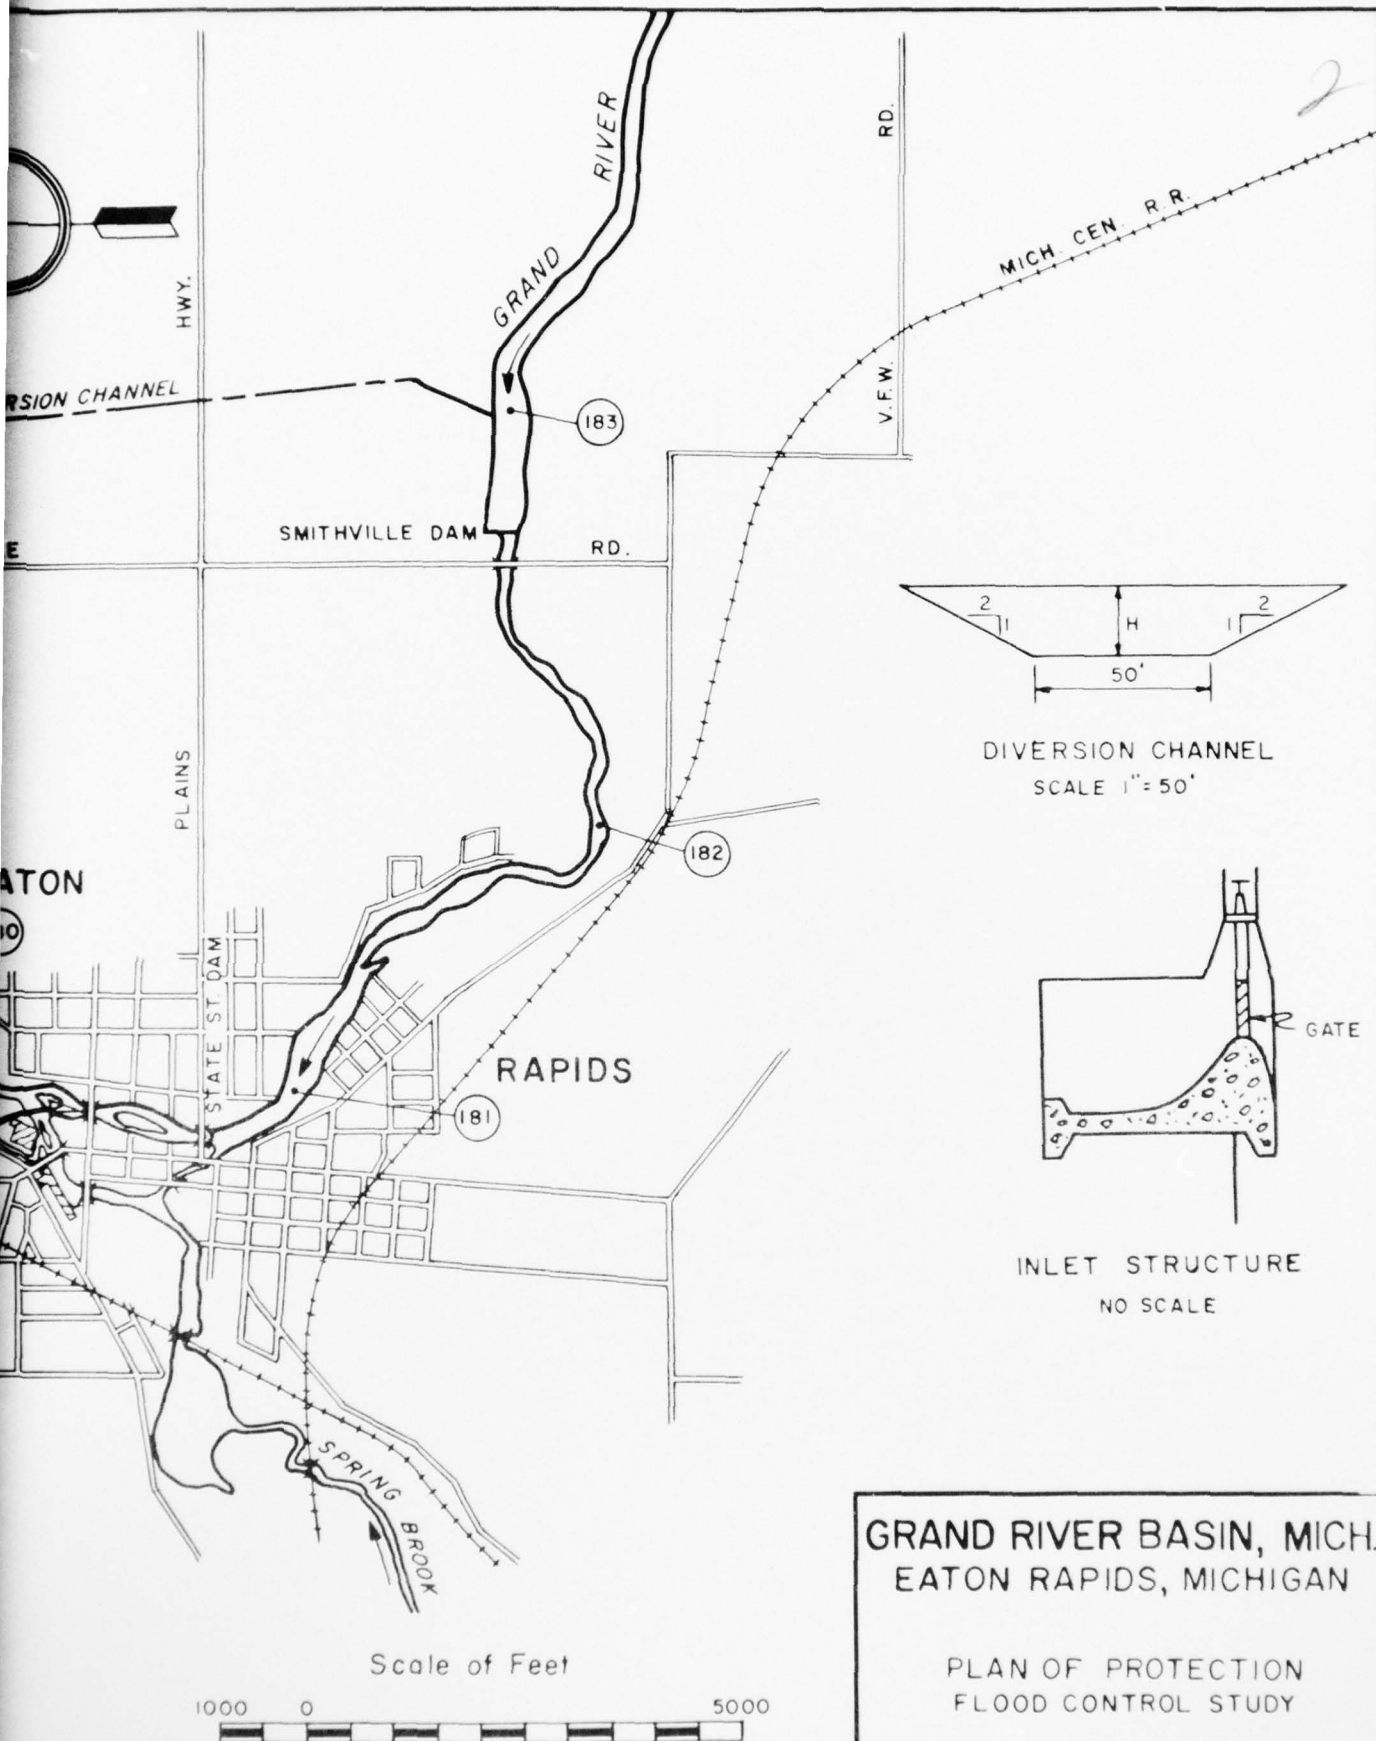 2
GRAND RIVER
RD.
MICH. CEN. R.R.
HWY.
RSION CHANNEL
183
V.F.W.
SMITHVILLE DAM
RD.
E
2
1
H
1
2
50'
DIVERSION CHANNEL
SCALE 1"=50'
PLAINS
182
ATON
STATE ST. DAM
GATE
RAPIDS
181
INLET STRUCTURE
NO SCALE
SPRING BROOK
GRAND RIVER BASIN, MICH.
EATON RAPIDS, MICHIGAN
PLAN OF PROTECTION
FLOOD CONTROL STUDY
Scale of Feet
1000 0 5000